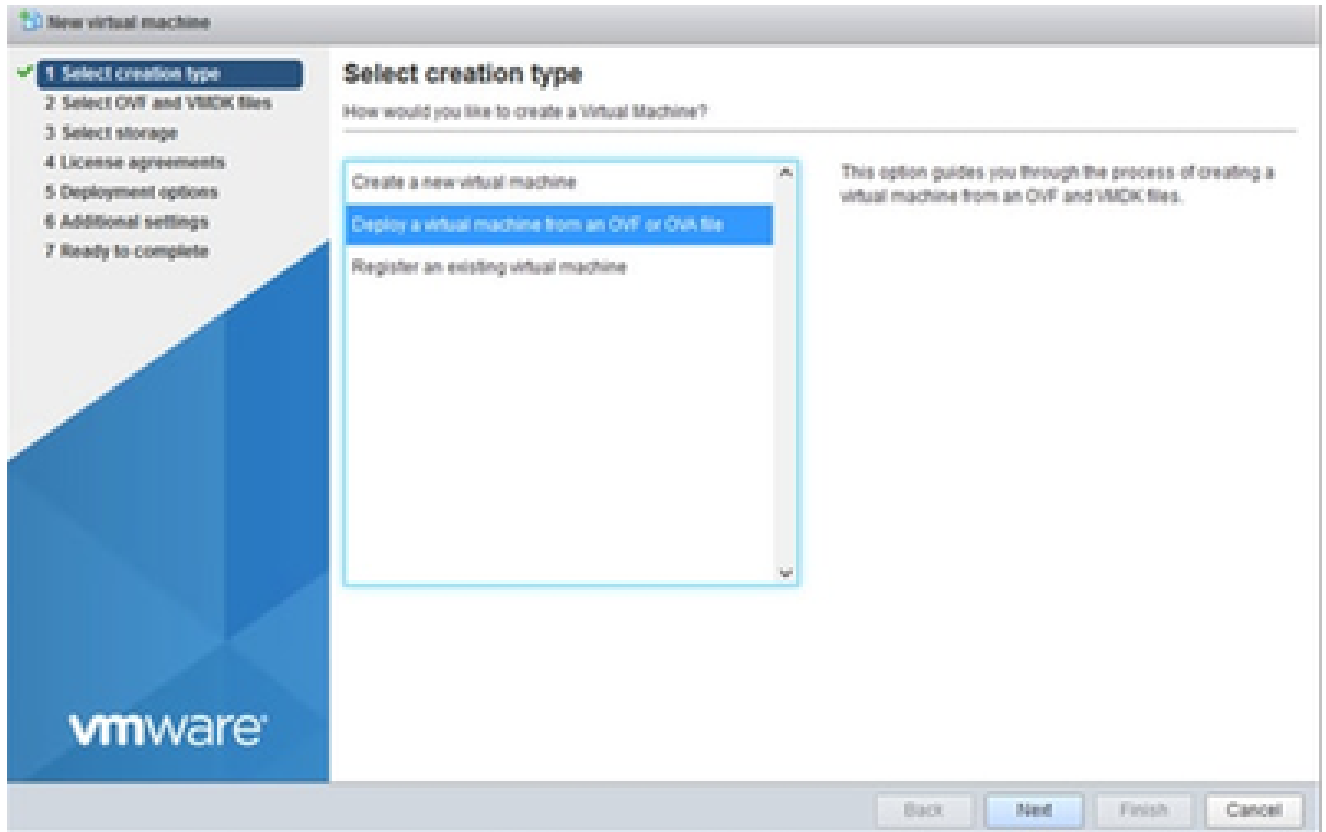 New virtual machine
1 Select creation type
2 Select OVF and VMDK files
3 Select storage
4 License agreements
5 Deployment options
6 Additional settings
7 Ready to complete
Select creation type
How would you like to create a Virtual Machine?
Create a new virtual machine
Deploy a virtual machine from an OVF or OVA file
Register an existing virtual machine
This option guides you through the process of creating a
virtual machine from an OVF and VMDK files.
vmware
Back
Next
Finish
Cancel